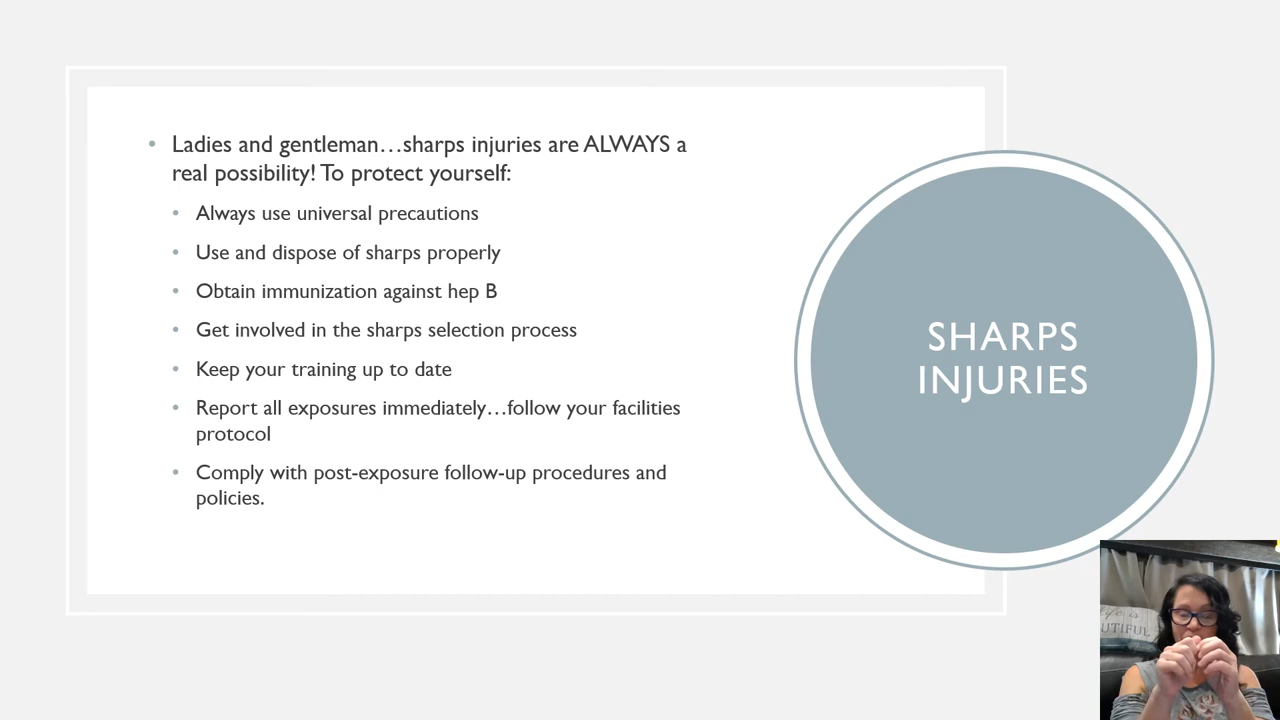 Ladies and gentleman...sharps injuries are ALWAYS a
real possibility! To protect yourself:
Always use universal precautions
Use and dispose of sharps properly
Obtain immunization against hep B
Get involved in the sharps selection process
Keep your training up to date
Report all exposures immediately...follow your facilities
protocol
Comply with post-exposure follow-up procedures and
policies.
SHARPS
INJURIES